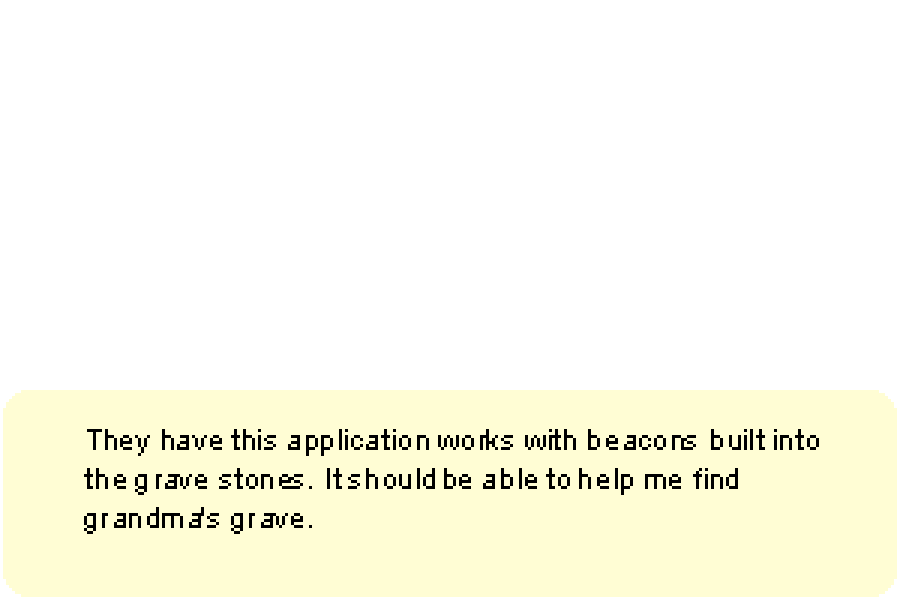 They have this application works with beacons built into
the grave stones. It should be able to help me find
grandma's grave.